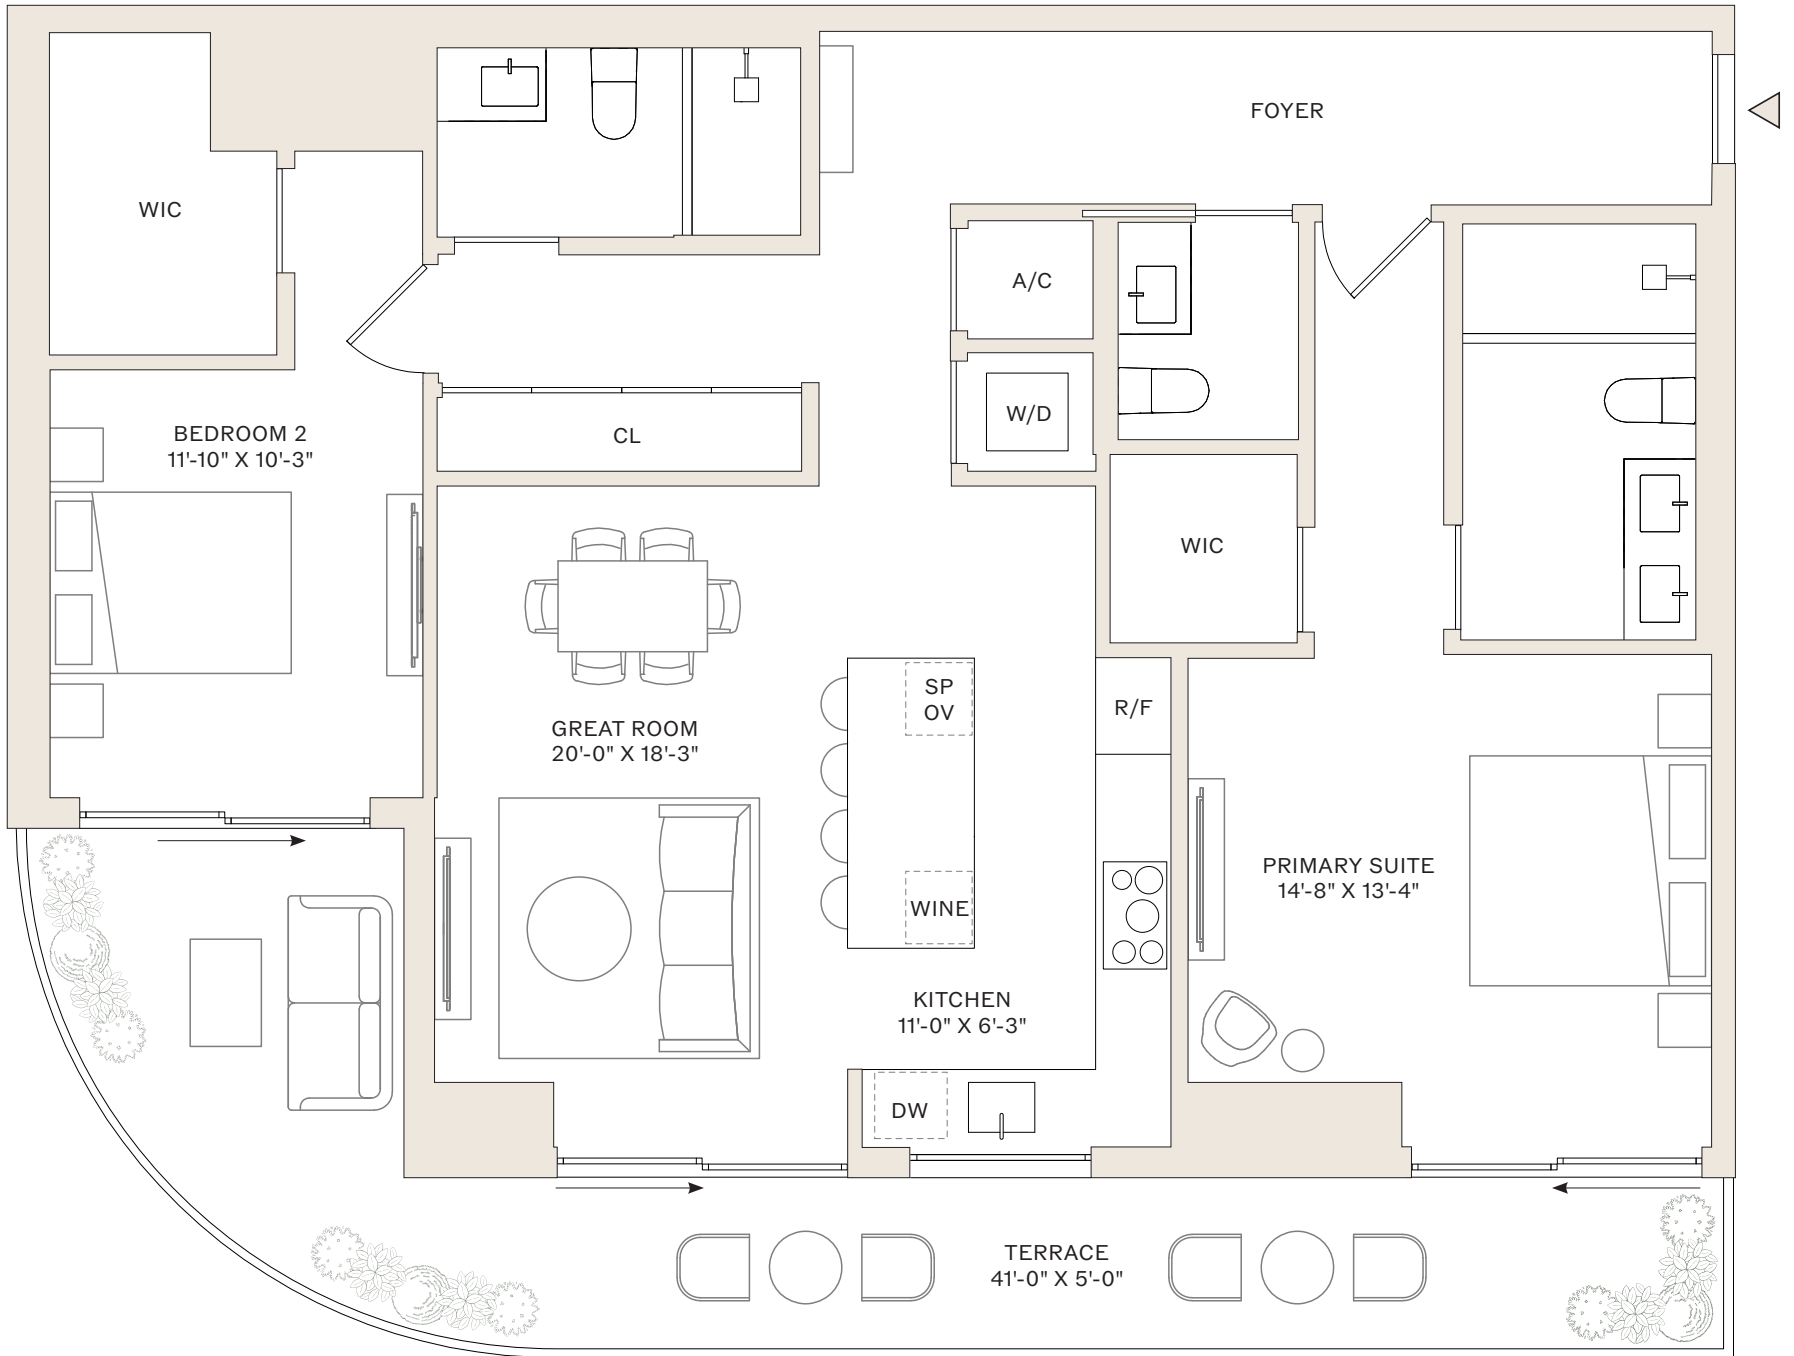 FOYER
WIC
A/C
W/D
CL
BEDROOM 2
11'-10" X 10'-3"
WIC
SP
OV
R/F
GREAT ROOM
20'-0" X 18'-3"
PRIMARY SUITE
14'-8" X 13'-4"
WINE
KITCHEN
11'-0" X 6'-3"
DW
TERRACE
41'-0" X 5'-0"